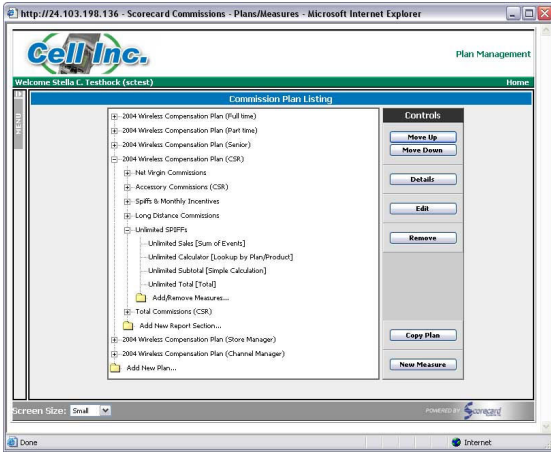 http://24.103.198.136 - Scorecard Commissions - Plans/Measures - Microsoft Internet Explorer
Cell Inc.
Plan Management
Welcome Stella C. Testhock (sctest)
Home
MENU
Commission Plan Listing
2004 Wireless Compensation Plan (Full time)
2004 Wireless Compensation Plan (Part time)
2004 Wireless Compensation Plan (Senior)
2004 Wireless Compensation Plan (CSR)
Net Virgin Commissions
Accessory Commissions (CSR)
Spiffs & Monthly Incentives
Long Distance Commissions
Unlimited SPIFFs
Unlimited Sales [Sum of Events]
Unlimited Calculator [Lookup by Plan/Product]
Unlimited Subtotal [Simple Calculation]
Unlimited Total [Total]
Add/Remove Measures...
Total Commissions (CSR)
Add New Report Section...
2004 Wireless Compensation Plan (Store Manager)
2004 Wireless Compensation Plan (Channel Manager)
Add New Plan...
Controls
Move Up
Move Down
Details
Edit
Remove
Copy Plan
New Measure
Screen Size: Small
POWERED BY Scorecard
Done
Internet